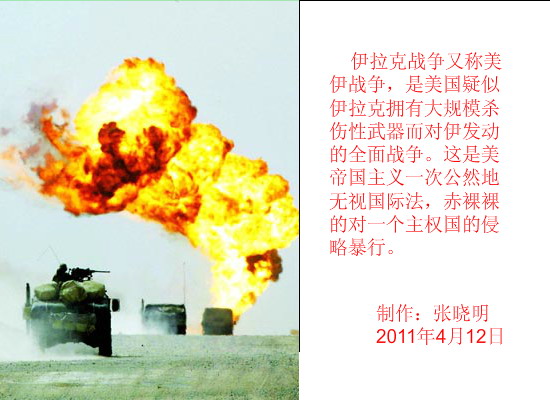 伊拉克战争又称美
伊战争，是美国疑似
伊拉克拥有大规模杀
伤性武器而对伊发动
的全面战争。这是美
帝国主义一次公然地
无视国际法，赤裸裸
的对一个主权国的侵
略暴行。
制作：张晓明
2011年4月12日